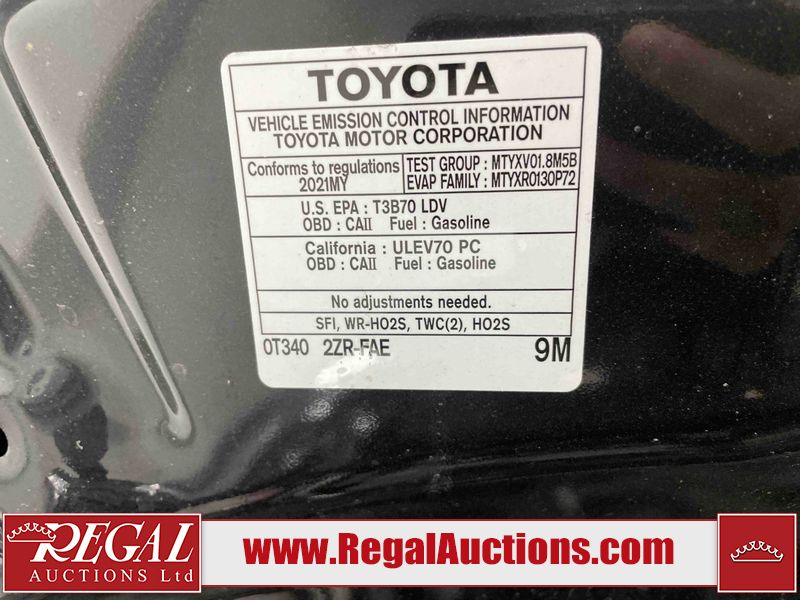 TOYOTA
VEHICLE EMISSION CONTROL INFORMATION
TOYOTA MOTOR CORPORATION
Conforms to regulations
2021MY
TEST GROUP : MTYXV01.8M5B
EVAP FAMILY : MTYXR0130P72
U.S. EPA : T3B70 LDV
OBD : CAII Fuel : Gasoline
California : ULEV70 PC
OBD : CAII Fuel : Gasoline
No adjustments needed.
SFI, WR-HO2S, TWC(2), HO2S
0T340 2ZR-FAE 9M
REGAL
AUCTIONS Ltd
www.RegalAuctions.com